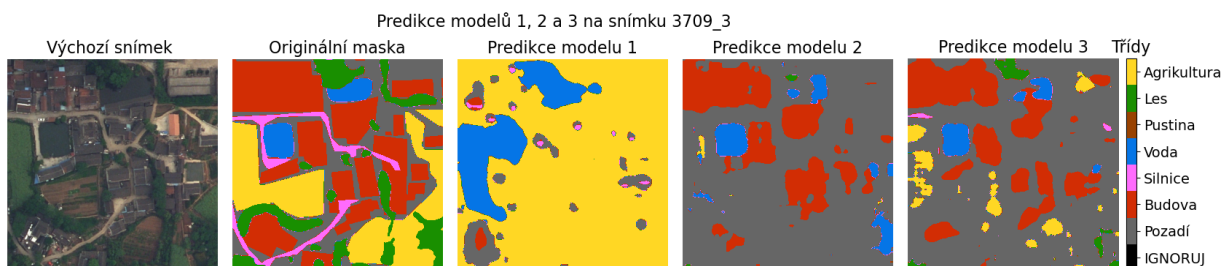 Predikce modelů 1, 2 a 3 na snímku 3709_3
Výchozí snímek
Originální maska
Predikce modelu 1
Predikce modelu 2
Predikce modelu 3
Třídy
Agrikultura
Les
Pustina
Voda
Silnice
Budova
Pozadí
IGNORUJ